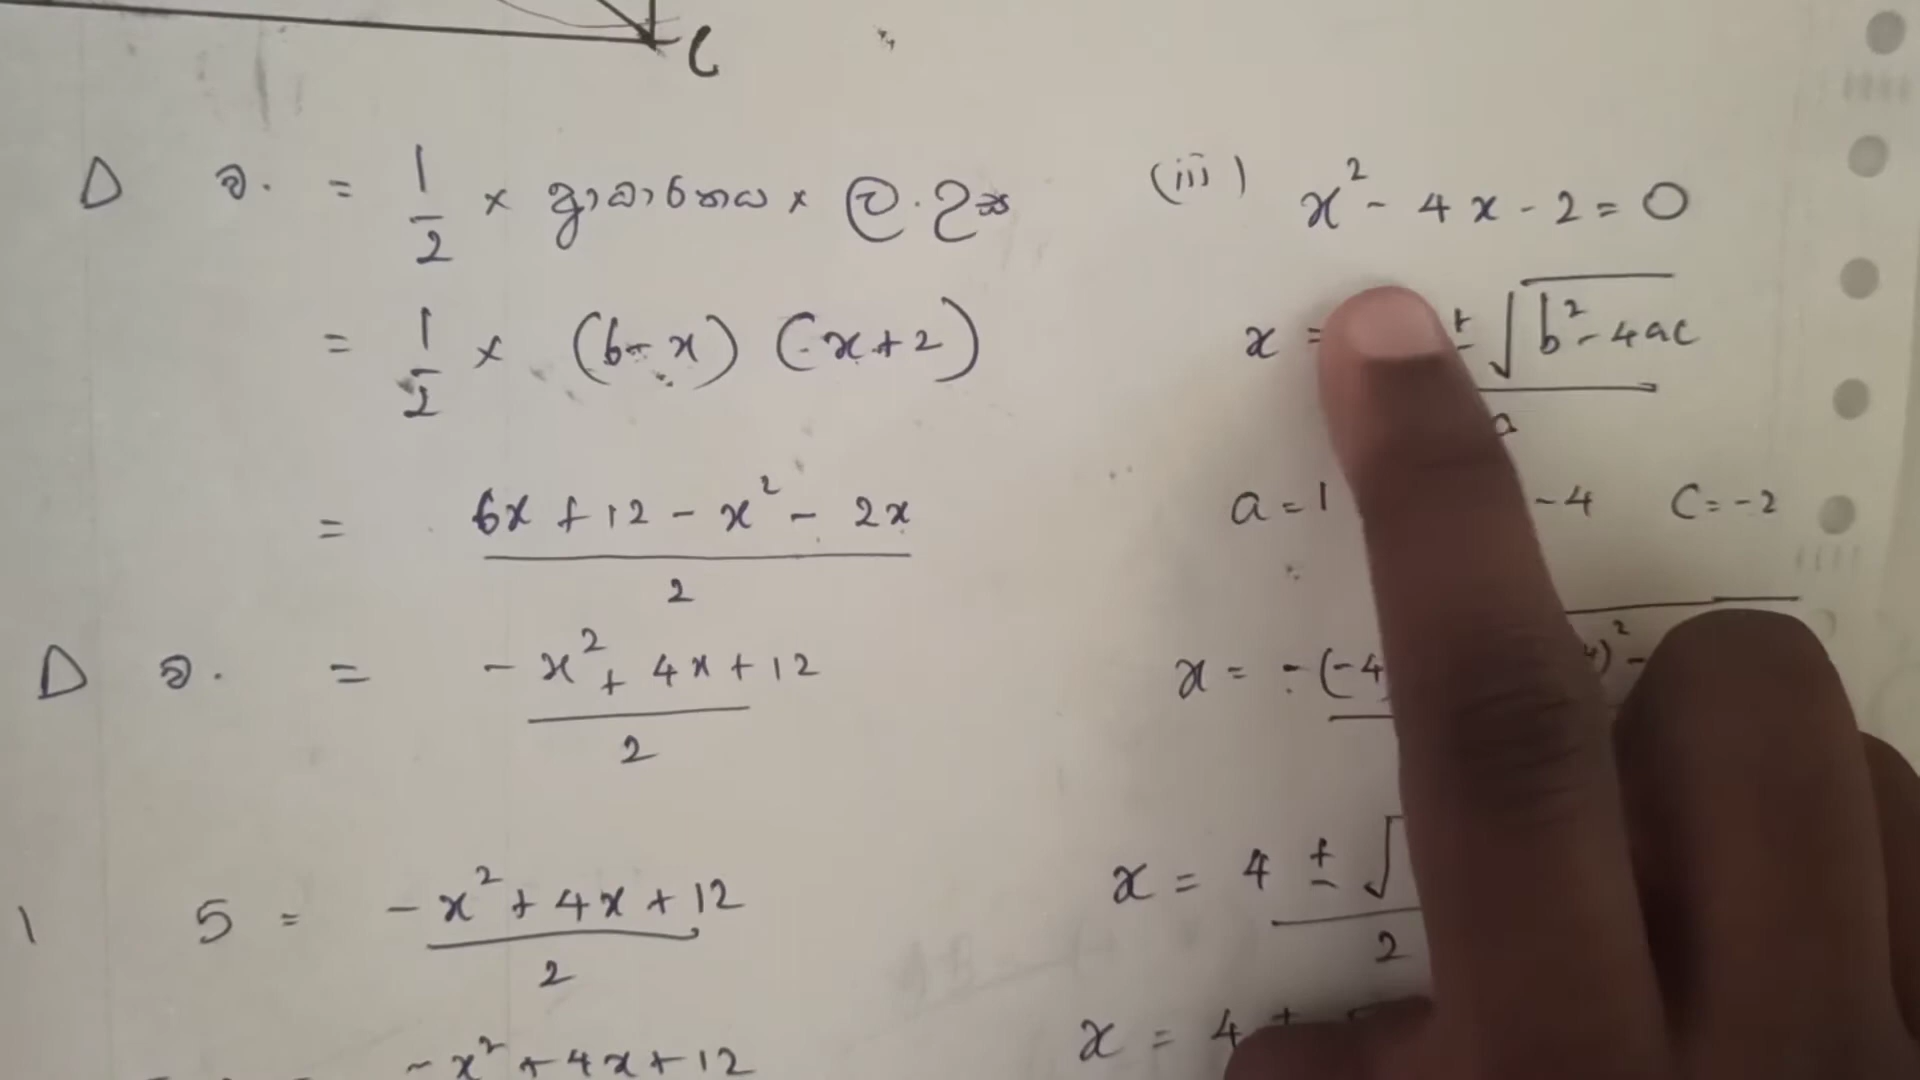 C
Δ ව. = 1/2 × ආධාරකය × ල.උස
= 1/2 × (6-x) (x+2)
= 6x + 12 - x² - 2x / 2
Δ ව. = -x² + 4x + 12 / 2
5 = -x² + 4x + 12 / 2
-x² + 4x + 12
(iii) x² - 4x - 2 = 0
x = ± √b² - 4ac / a
a = 1 -4 C = -2
x = -(-4 )² -
x = 4 ± √ / 2
x = 4 ±